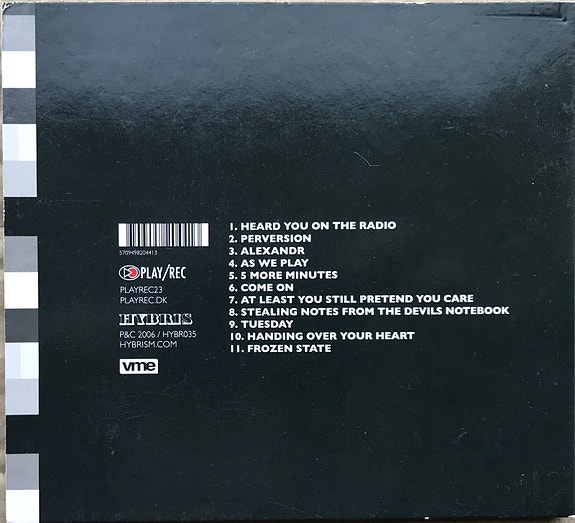 5709498204413
PLAY/REC
PLAYREC23
PLAYREC.DK
HYBRIS
P&C 2006 / HYBR035
HYBRISM.COM
vme
1. HEARD YOU ON THE RADIO
2. PERVERSION
3. ALEXANDR
4. AS WE PLAY
5. 5 MORE MINUTES
6. COME ON
7. AT LEAST YOU STILL PRETEND YOU CARE
8. STEALING NOTES FROM THE DEVILS NOTEBOOK
9. TUESDAY
10. HANDING OVER YOUR HEART
11. FROZEN STATE